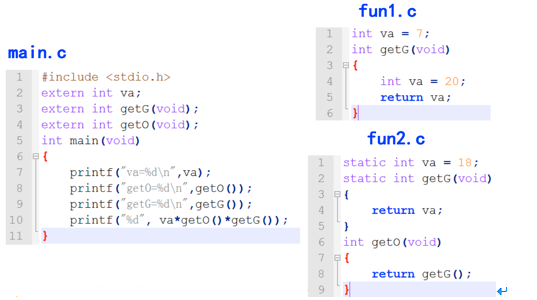 main.c
1 #include <stdio.h>
2 extern int va;
3 extern int getG(void);
4 extern int getO(void);
5 int main(void)
6 {
7 printf("va=%d\n",va);
8 printf("getO=%d\n",getO());
9 printf("getG=%d\n",getG());
10 printf("%d", va*getO()*getG());
11 }
fun1.c
1 int va = 7;
2 int getG(void)
3 {
4 int va = 20;
5 return va;
6 }
fun2.c
1 static int va = 18;
2 static int getG(void)
3 {
4 return va;
5 }
6 int getO(void)
7 {
8 return getG();
9 }